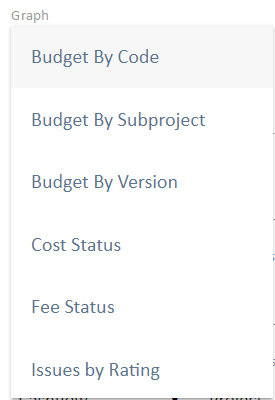 Graph
Budget By Code
Budget By Subproject
Budget By Version
Cost Status
Fee Status
Issues by Rating